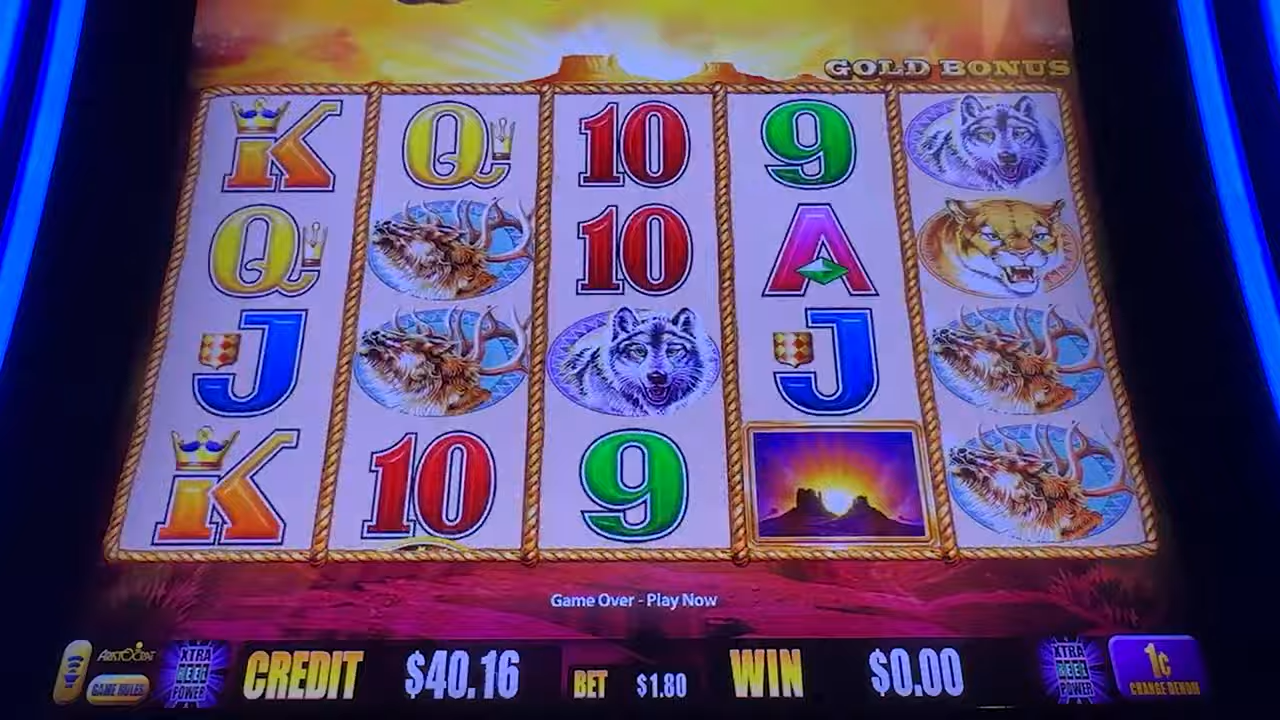 GOLD BONUS
K Q 10 9
Q 10 A
J J
K 10 9
Game Over - Play Now
ARISTOCRAT
GAME RULES
XTRA REEL POWER
CREDIT $40.16 BET $1.80 WIN $0.00
XTRA REEL POWER
1¢
CHANGE DENOM